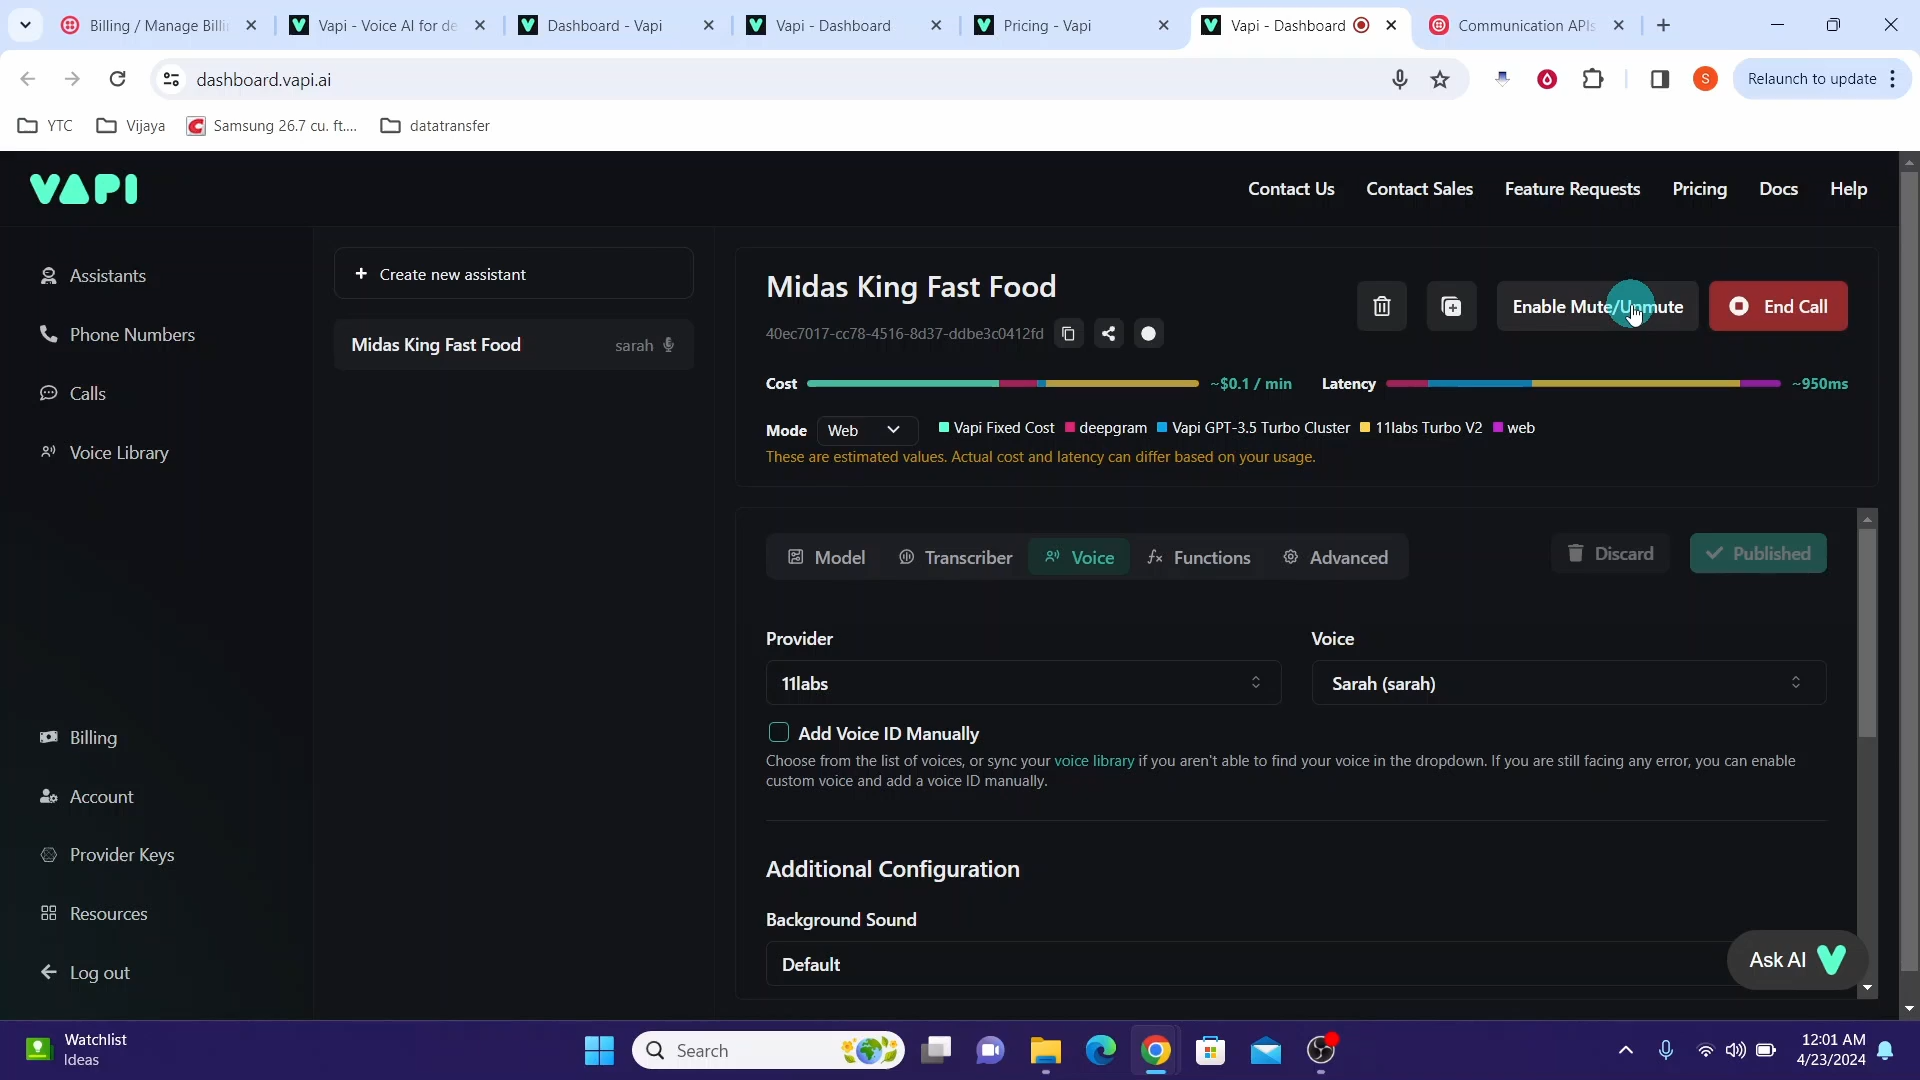 Billing / Manage Billi
Vapi - Voice AI for de
Dashboard - Vapi
Vapi - Dashboard
Pricing - Vapi
Vapi - Dashboard
Communication APIs
dashboard.vapi.ai
S
Relaunch to update
YTC
Vijaya
Samsung 26.7 cu. ft....
datatransfer
VAPI
Contact Us
Contact Sales
Feature Requests
Pricing
Docs
Help
Assistants
Phone Numbers
Calls
Voice Library
Billing
Account
Provider Keys
Resources
Log out
+ Create new assistant
Midas King Fast Food
sarah
Midas King Fast Food
40ec7017-cc78-4516-8d37-ddbe3c0412fd
Enable Mute/Unmute
End Call
Cost
~$0.1 / min
Latency
~950ms
Mode
Web
Vapi Fixed Cost
deepgram
Vapi GPT-3.5 Turbo Cluster
11labs Turbo V2
web
These are estimated values. Actual cost and latency can differ based on your usage.
Model
Transcriber
Voice
Functions
Advanced
Discard
Published
Provider
Voice
11labs
Sarah (sarah)
Add Voice ID Manually
Choose from the list of voices, or sync your voice library if you aren't able to find your voice in the dropdown. If you are still facing any error, you can enable
custom voice and add a voice ID manually.
Additional Configuration
Background Sound
Default
Ask AI
Watchlist
Ideas
Search
12:01 AM
4/23/2024